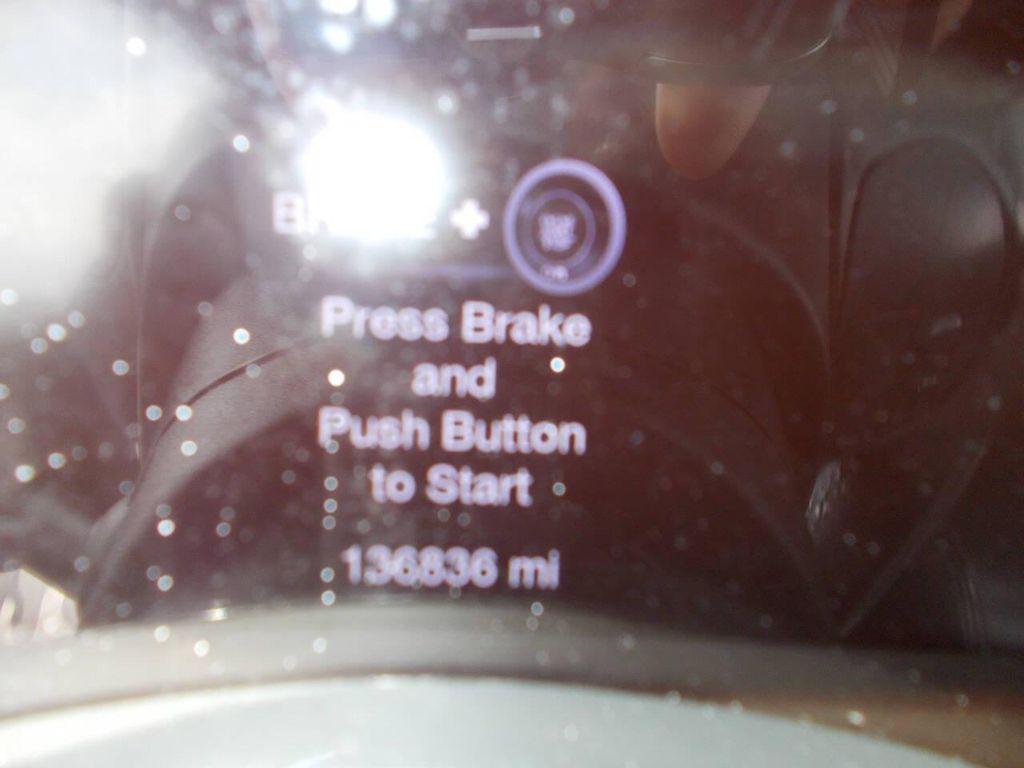 +
Press Brake
and
Push Button
to Start
136836 mi